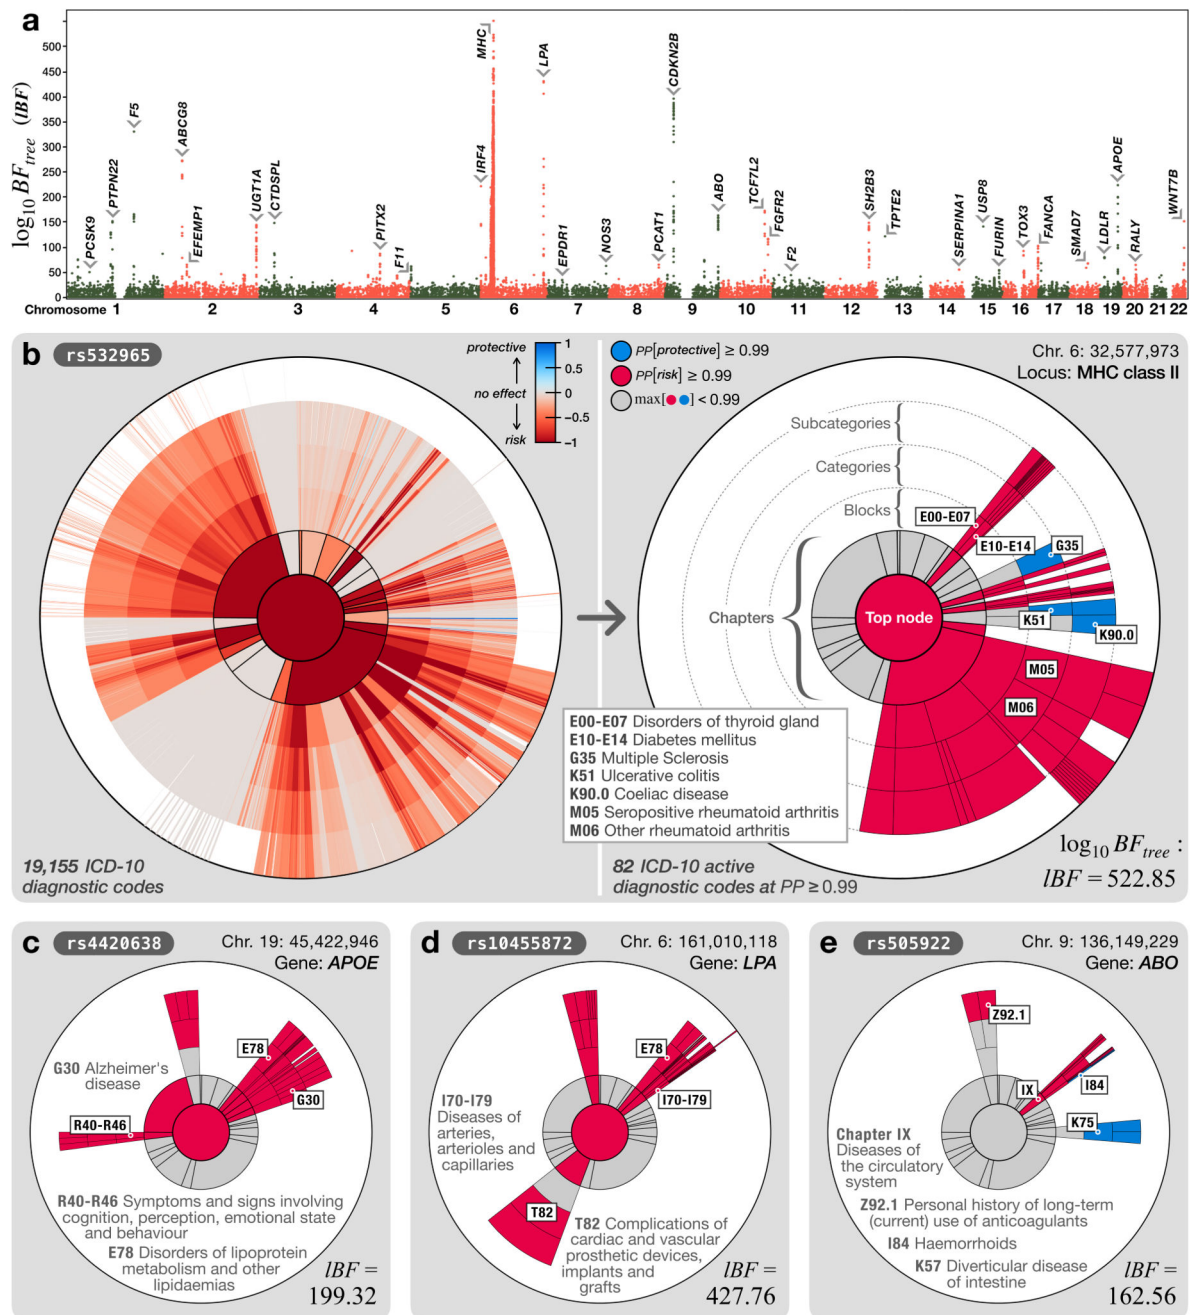 a
log10 BFtree (lBF)
500
450
400
350
300
250
200
150
100
50
0
PCSK9
PTPN22
F5
ABCG8
EFEMP1
UGT1A
CTDSPL
PITX2
F11
IRF4
MHC
LPA
EPDR1
NOS3
PCAT1
CDKN2B
ABO
TCF7L2
FGFR2
F2
SH2B3
TPTE2
SERPINA1
USP8
FURIN
TOX3
FANCA
SMAD7
LDLR
APOE
RALY
WNT7B
Chromosome 1 2 3 4 5 6 7 8 9 10 11 12 13 14 15 16 17 18 19 20 21 22
b rs532965
protective
no effect
risk
1
0.5
0
−0.5
−1
PP[protective] ≥ 0.99
PP[risk] ≥ 0.99
max[● ●] < 0.99
Chr. 6: 32,577,973
Locus: MHC class II
Subcategories
Categories
Blocks
Chapters
Top node
E00-E07
E10-E14
G35
K51
K90.0
M05
M06
E00-E07 Disorders of thyroid gland
E10-E14 Diabetes mellitus
G35 Multiple Sclerosis
K51 Ulcerative colitis
K90.0 Coeliac disease
M05 Seropositive rheumatoid arthritis
M06 Other rheumatoid arthritis
19,155 ICD-10
diagnostic codes
82 ICD-10 active
diagnostic codes at PP ≥ 0.99
log10 BFtree :
lBF = 522.85
c rs4420638
Chr. 19: 45,422,946
Gene: APOE
E78
G30
R40-R46
G30 Alzheimer's
disease
R40-R46 Symptoms and signs involving
cognition, perception, emotional state
and behaviour
E78 Disorders of lipoprotein
metabolism and other
lipidaemias
lBF =
199.32
d rs10455872
Chr. 6: 161,010,118
Gene: LPA
E78
I70-I79
T82
I70-I79
Diseases of
arteries,
arterioles and
capillaries
T82 Complications of
cardiac and vascular
prosthetic devices,
implants and
grafts
lBF =
427.76
e rs505922
Chr. 9: 136,149,229
Gene: ABO
Z92.1
IX
I84
K75
Chapter IX
Diseases of
the circulatory
system
Z92.1 Personal history of long-term
(current) use of anticoagulants
I84 Haemorrhoids
K57 Diverticular disease
of intestine
lBF =
162.56